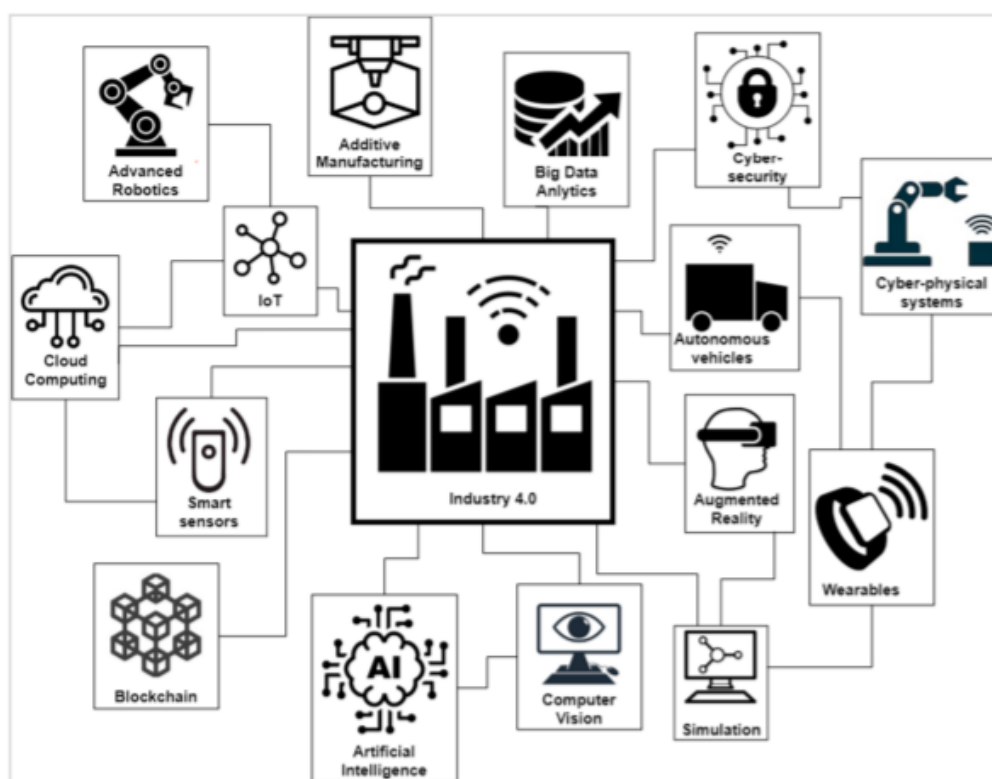 Advanced
Robotics
Additive
Manufacturing
Big Data
Anlytics
Cyber-
security
IoT
Cyber-physical
systems
Autonomous
vehicles
Cloud
Computing
Smart
sensors
Industry 4.0
Augmented
Reality
Wearables
Blockchain
AI
Artificial
Intelligence
Computer
Vision
Simulation